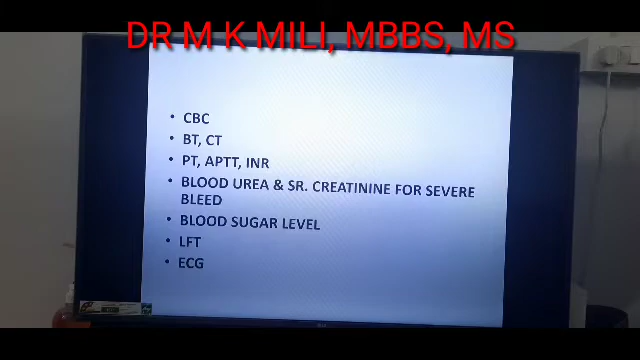 DR M K MILI, MBBS, MS
• CBC
• BT, CT
• PT, APTT, INR
• BLOOD UREA & SR. CREATININE FOR SEVERE
BLEED
• BLOOD SUGAR LEVEL
• LFT
• ECG